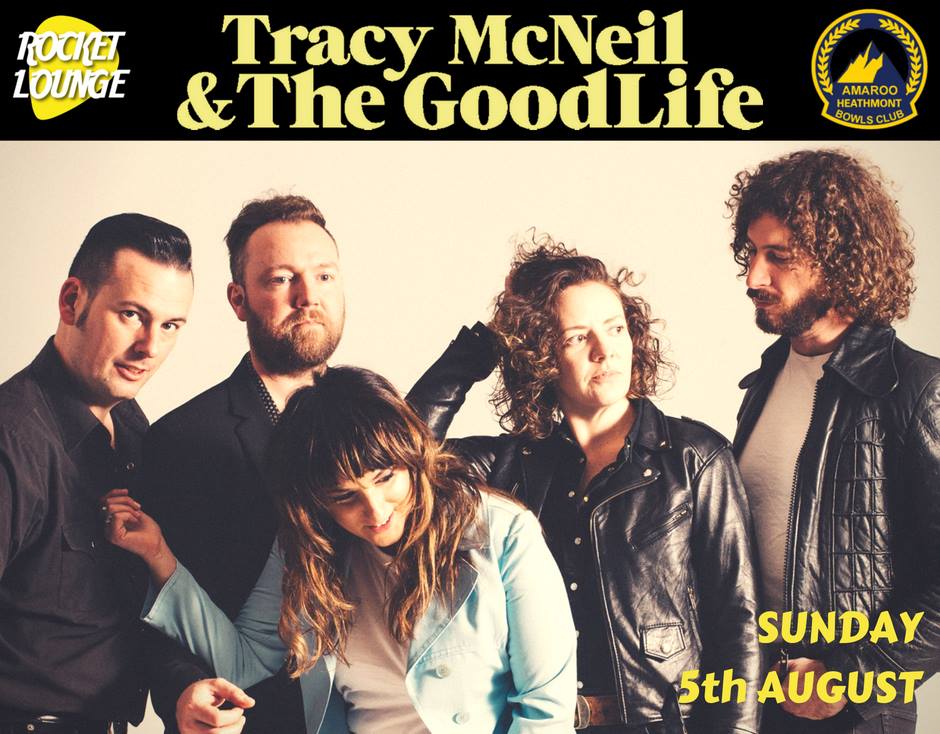 ROCKET
LOUNGE
Tracy McNeil
&The GoodLife
AMAROO
HEATHMONT
BOWLS CLUB
SUNDAY
5th AUGUST